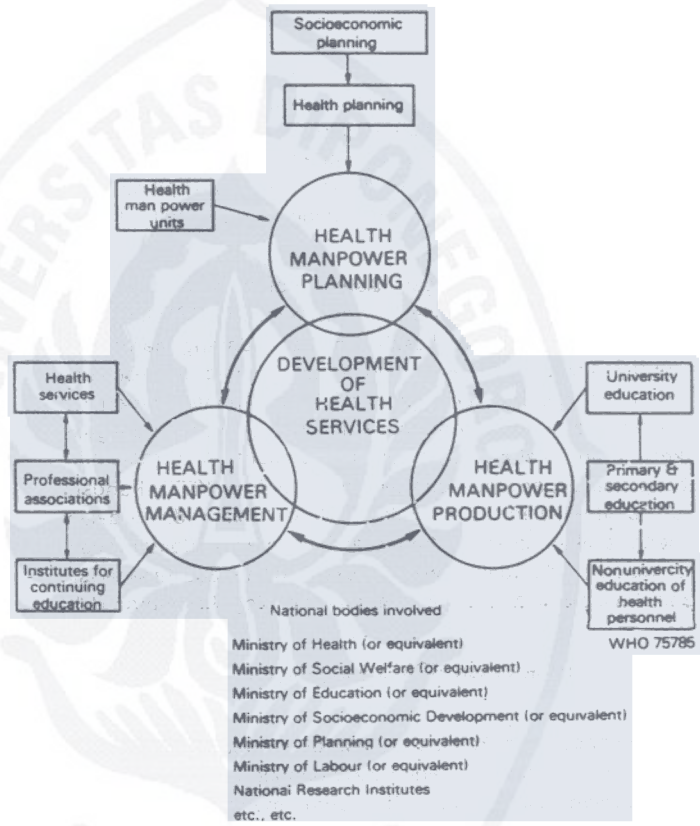 Socioeconomic
planning
Health planning
Health
man power
units
HEALTH
MANPOWER
PLANNING
DEVELOPMENT
OF
HEALTH
SERVICES
Health
services
Professional
associations
Institutes for
continuing
education
HEALTH
MANPOWER
MANAGEMENT
HEALTH
MANPOWER
PRODUCTION
University
education
Primary &
secondary
education
Nonunivercity
education of
health
personnel
WHO 75785
National bodies involved
Ministry of Health (or equivalent)
Ministry of Social Welfare (or equivalent)
Ministry of Education (or equivalent)
Ministry of Socioeconomic Development (or equivalent)
Ministry of Planning (or equivalent)
Ministry of Labour (or equivalent)
National Research Institutes
etc., etc.